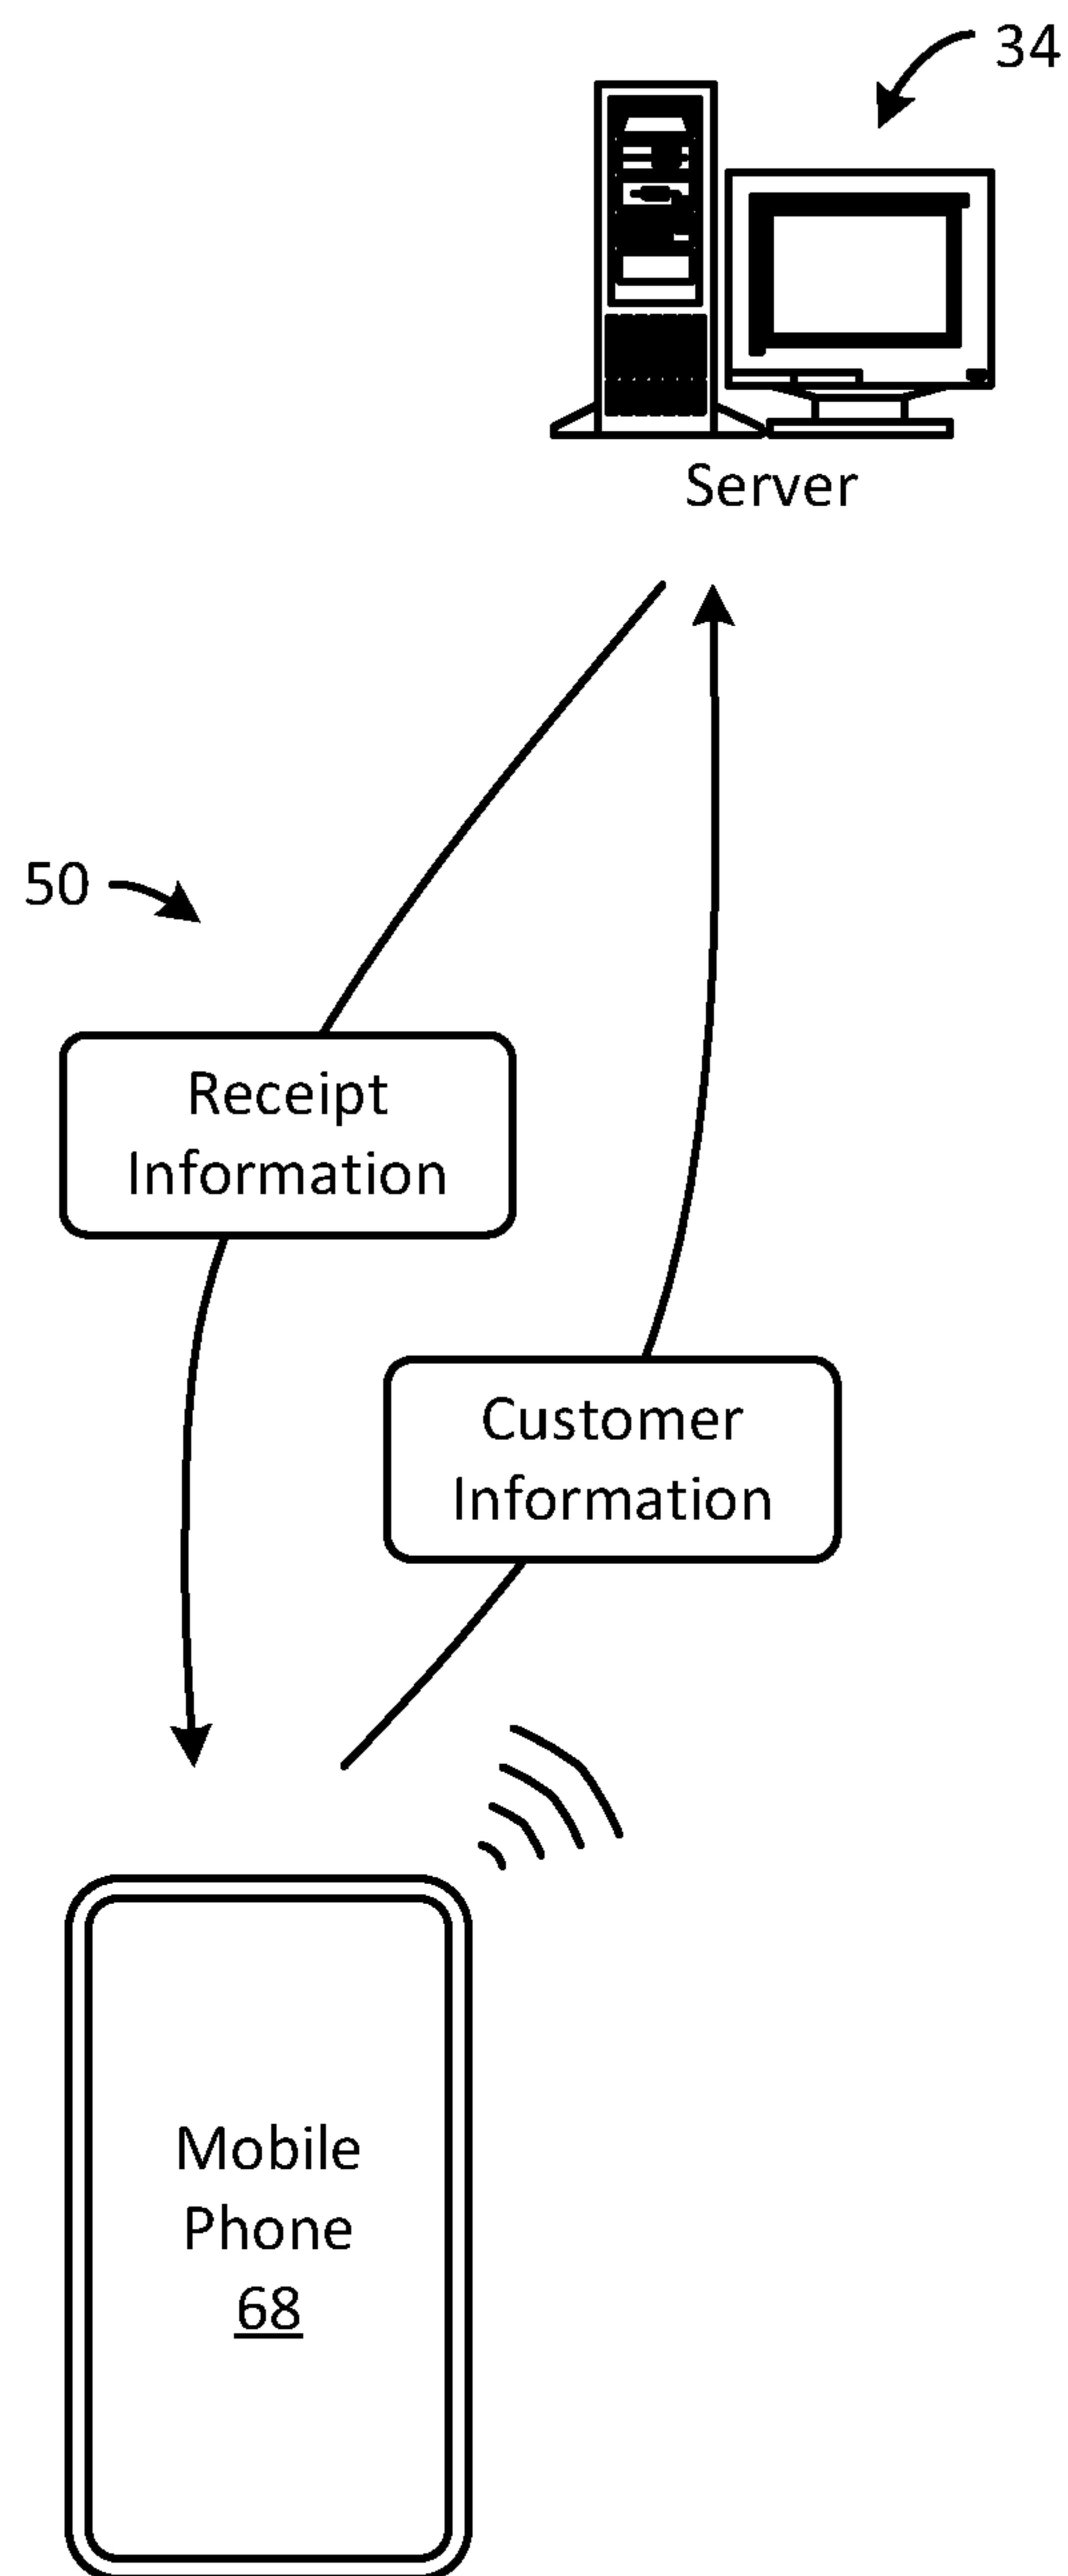 34
Server
50
Receipt
Information
Customer
Information
Mobile
Phone
68